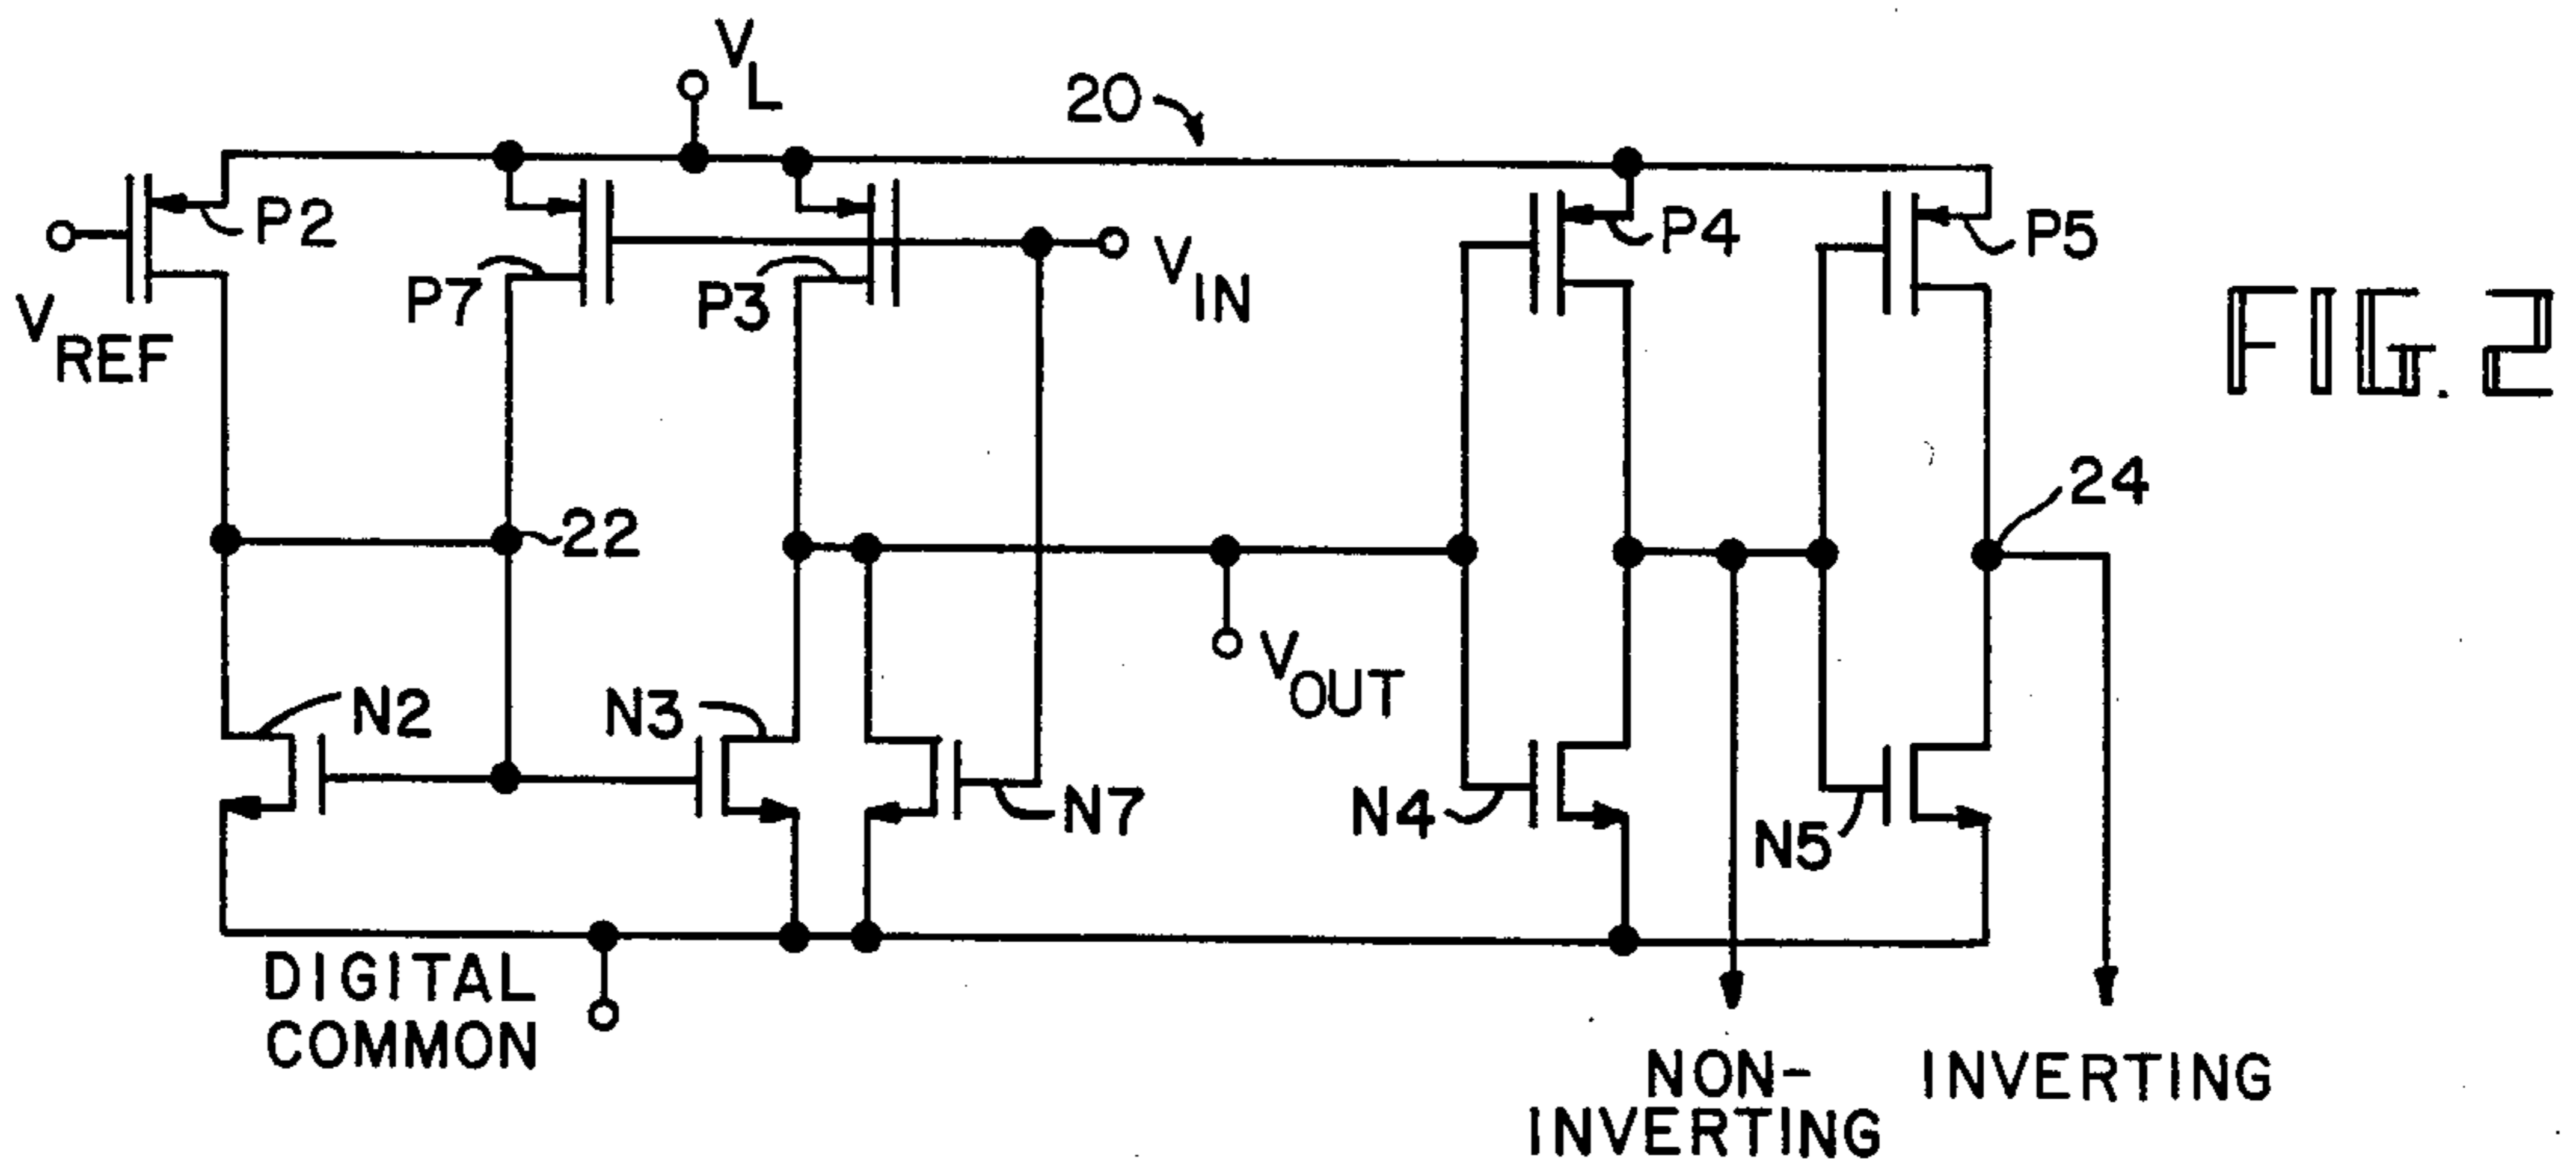 V
L
20
P2
P7
P3
V
IN
P4
P5
V
REF
FIG. 2
22
24
V
OUT
N2
N3
N7
N4
N5
DIGITAL
COMMON
NON-
INVERTING
INVERTING